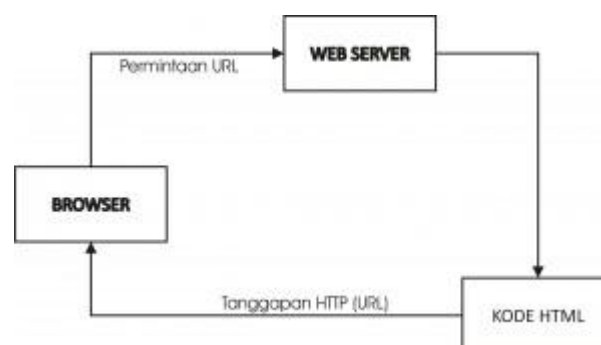 WEB SERVER
Permintaan URL
BROWSER
Tanggapan HTTP (URL)
KODE HTML